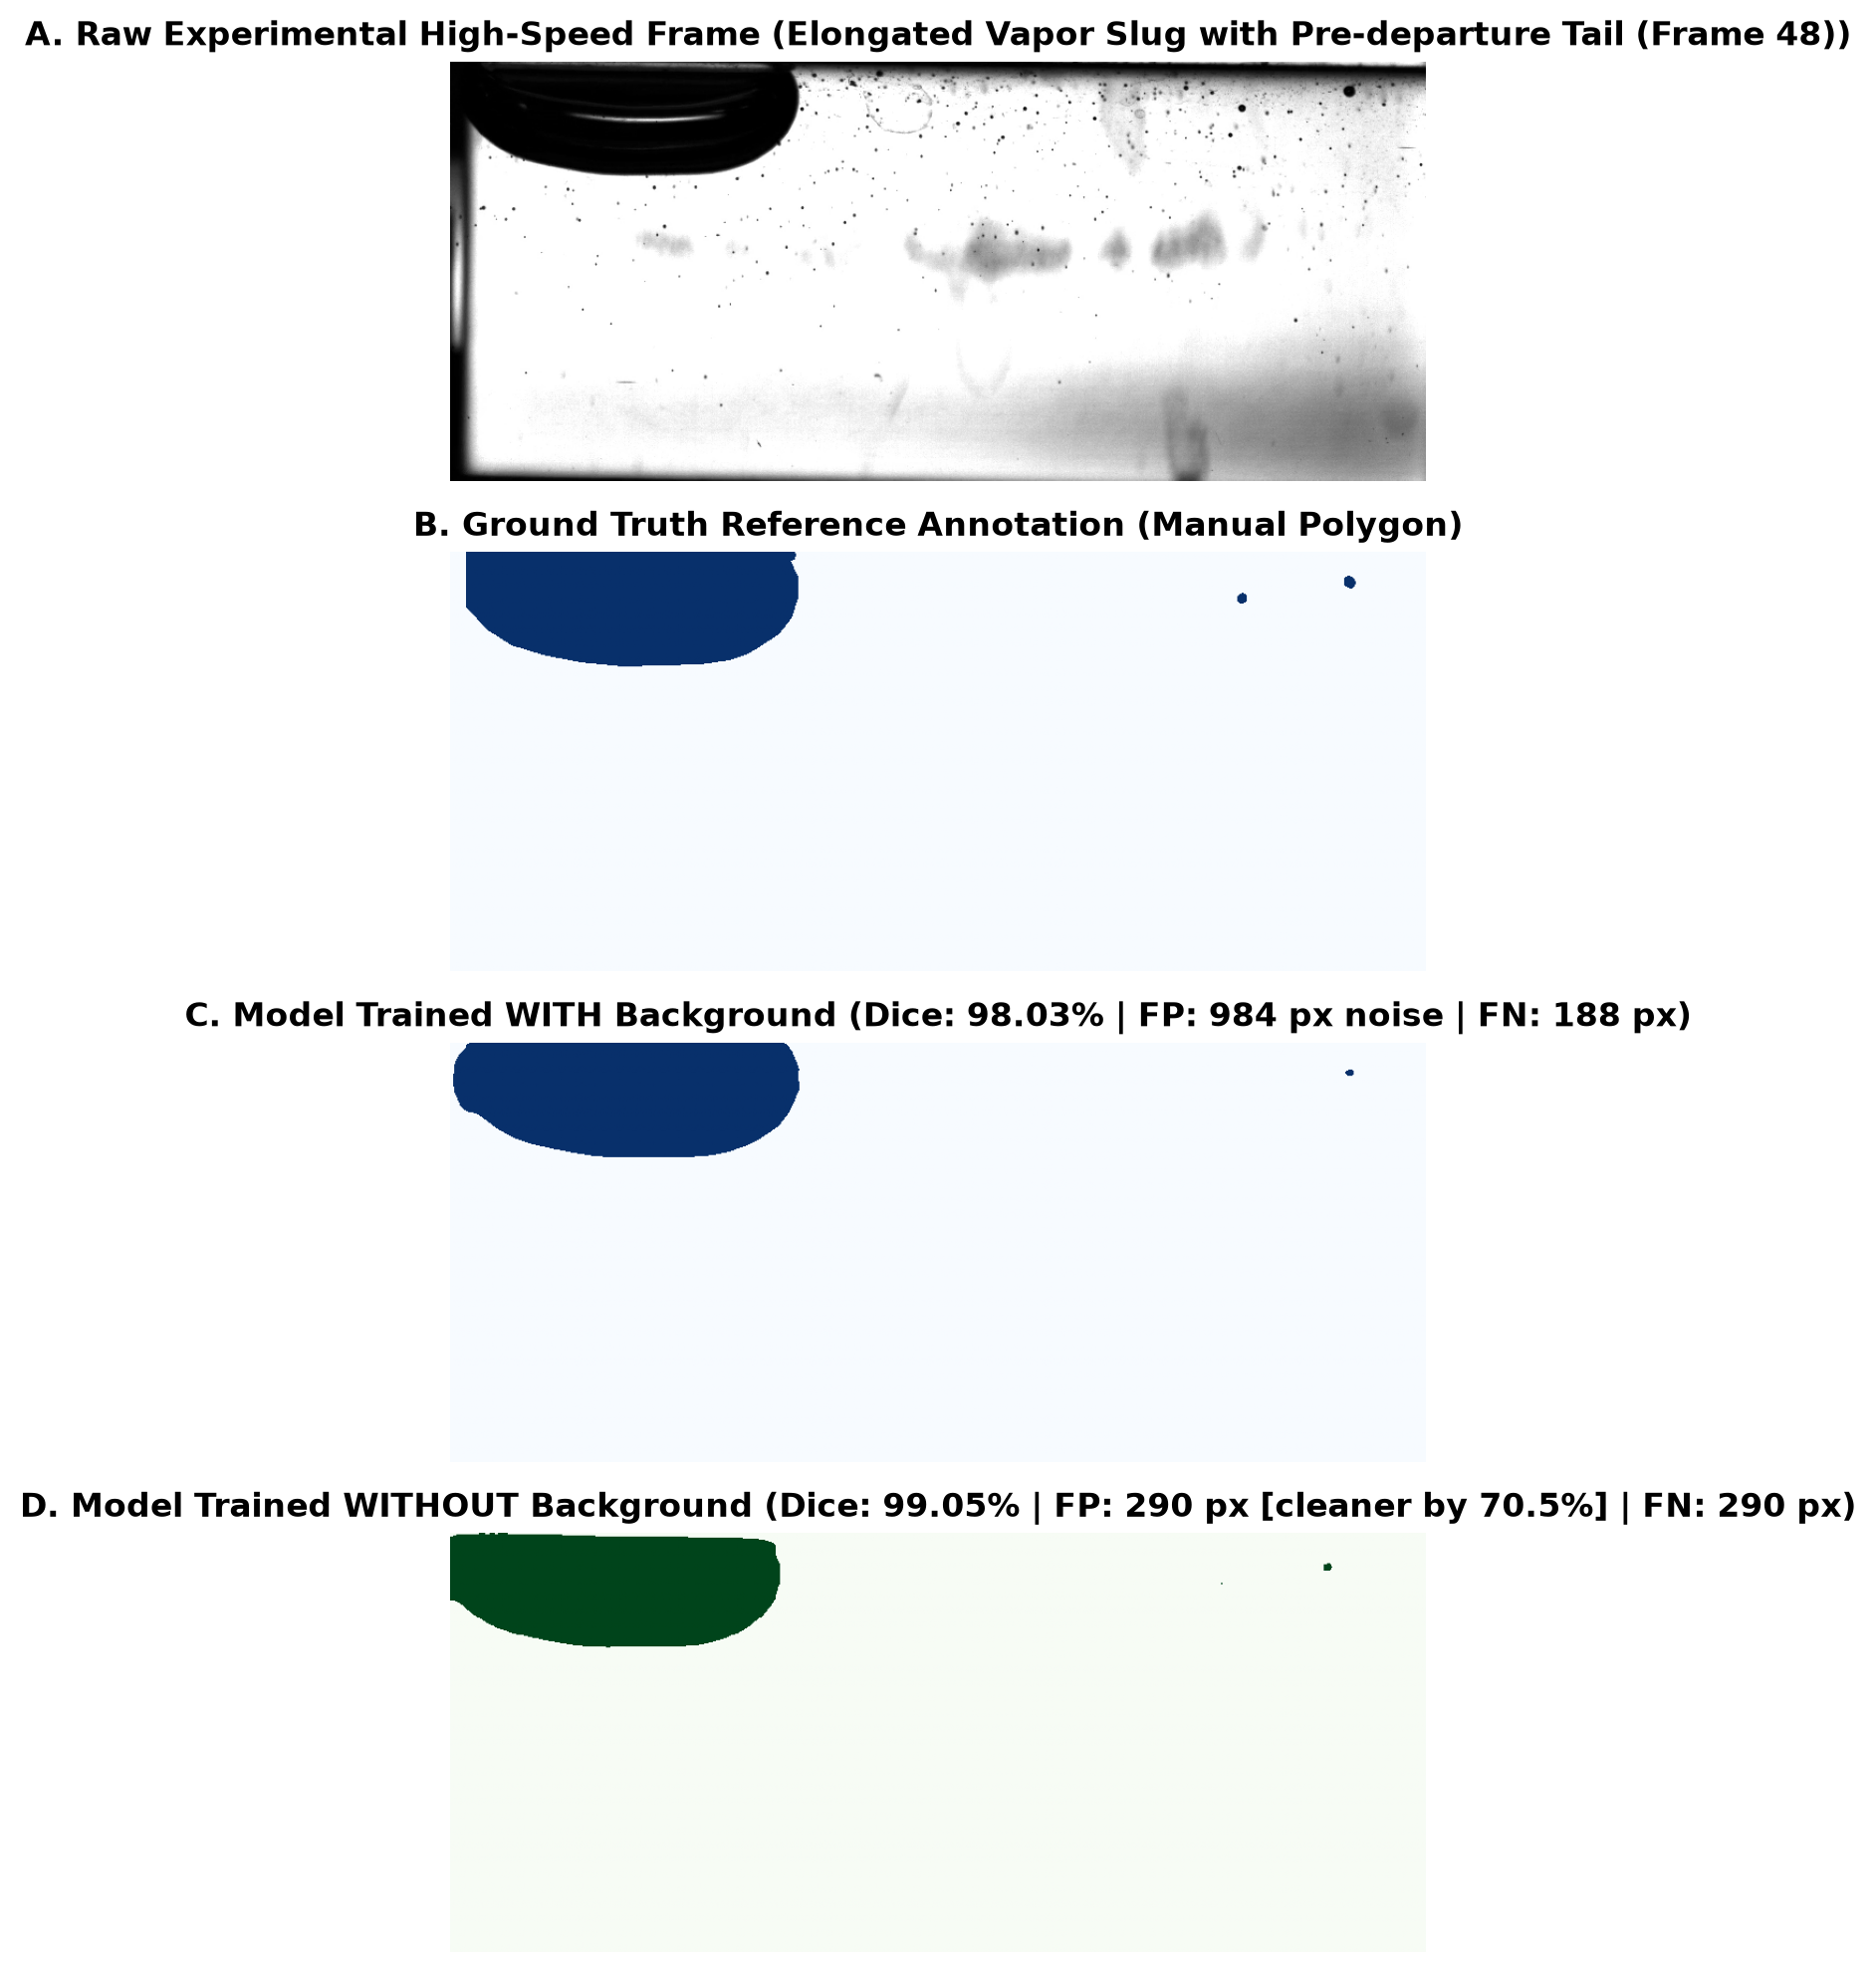 A. Raw Experimental High-Speed Frame (Elongated Vapor Slug with Pre-departure Tail (Frame 48))
B. Ground Truth Reference Annotation (Manual Polygon)
C. Model Trained WITH Background (Dice: 98.03% | FP: 984 px noise | FN: 188 px)
D. Model Trained WITHOUT Background (Dice: 99.05% | FP: 290 px [cleaner by 70.5%] | FN: 290 px)